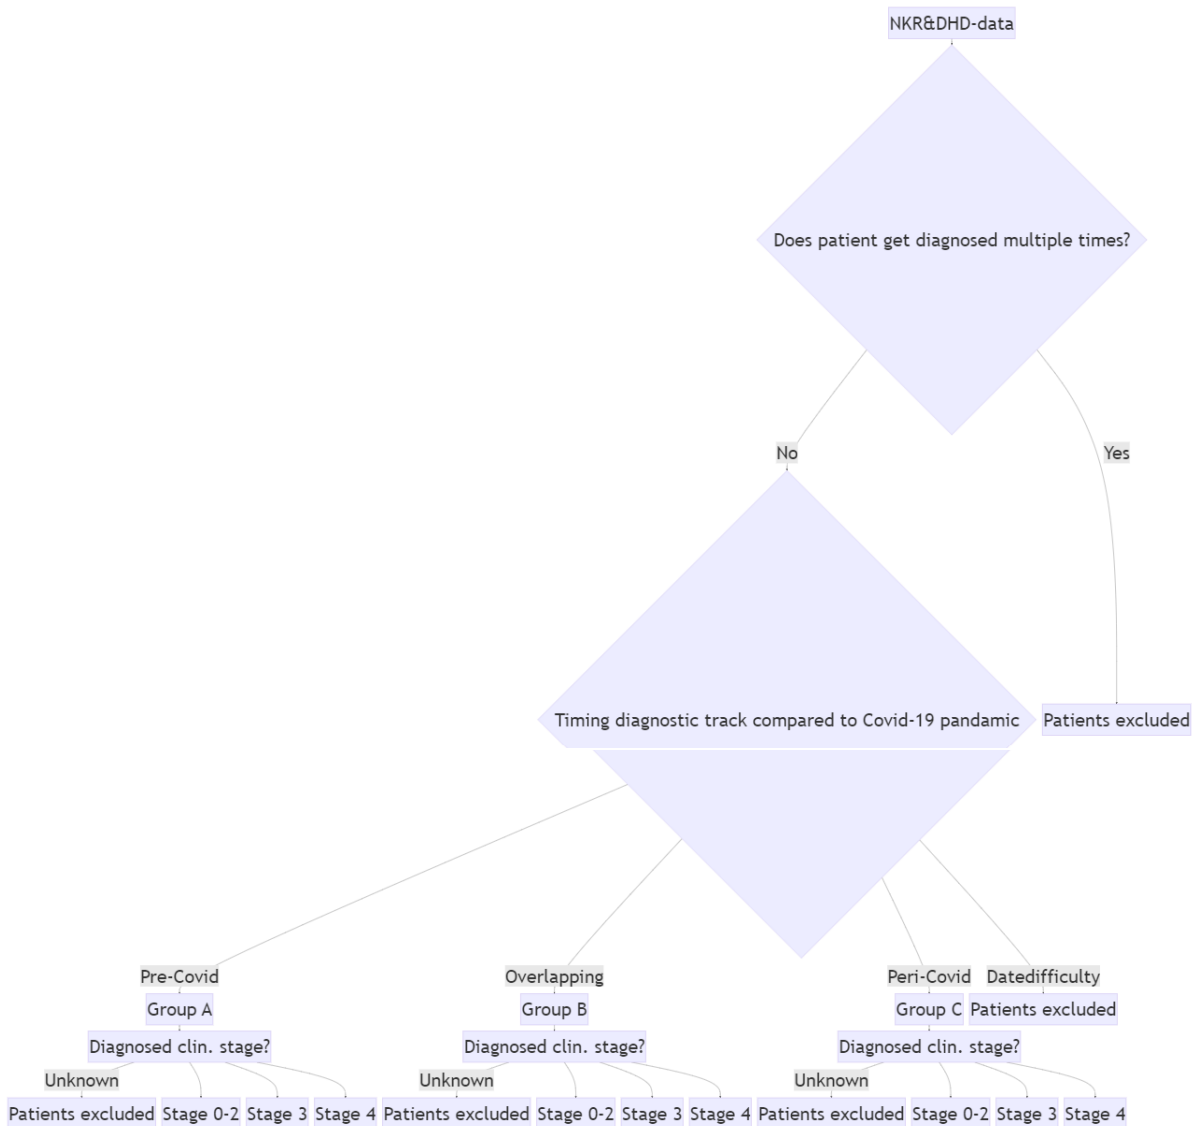 NKR&DHD-data
Does patient get diagnosed multiple times?
No
Yes
Timing diagnostic track compared to Covid-19 pandamic
Patients excluded
Pre-Covid
Overlapping
Peri-Covid
Datedifficulty
Group A
Group B
Group C
Patients excluded
Diagnosed clin. stage?
Diagnosed clin. stage?
Diagnosed clin. stage?
Unknown
Unknown
Unknown
Patients excluded
Stage 0-2
Stage 3
Stage 4
Patients excluded
Stage 0-2
Stage 3
Stage 4
Patients excluded
Stage 0-2
Stage 3
Stage 4